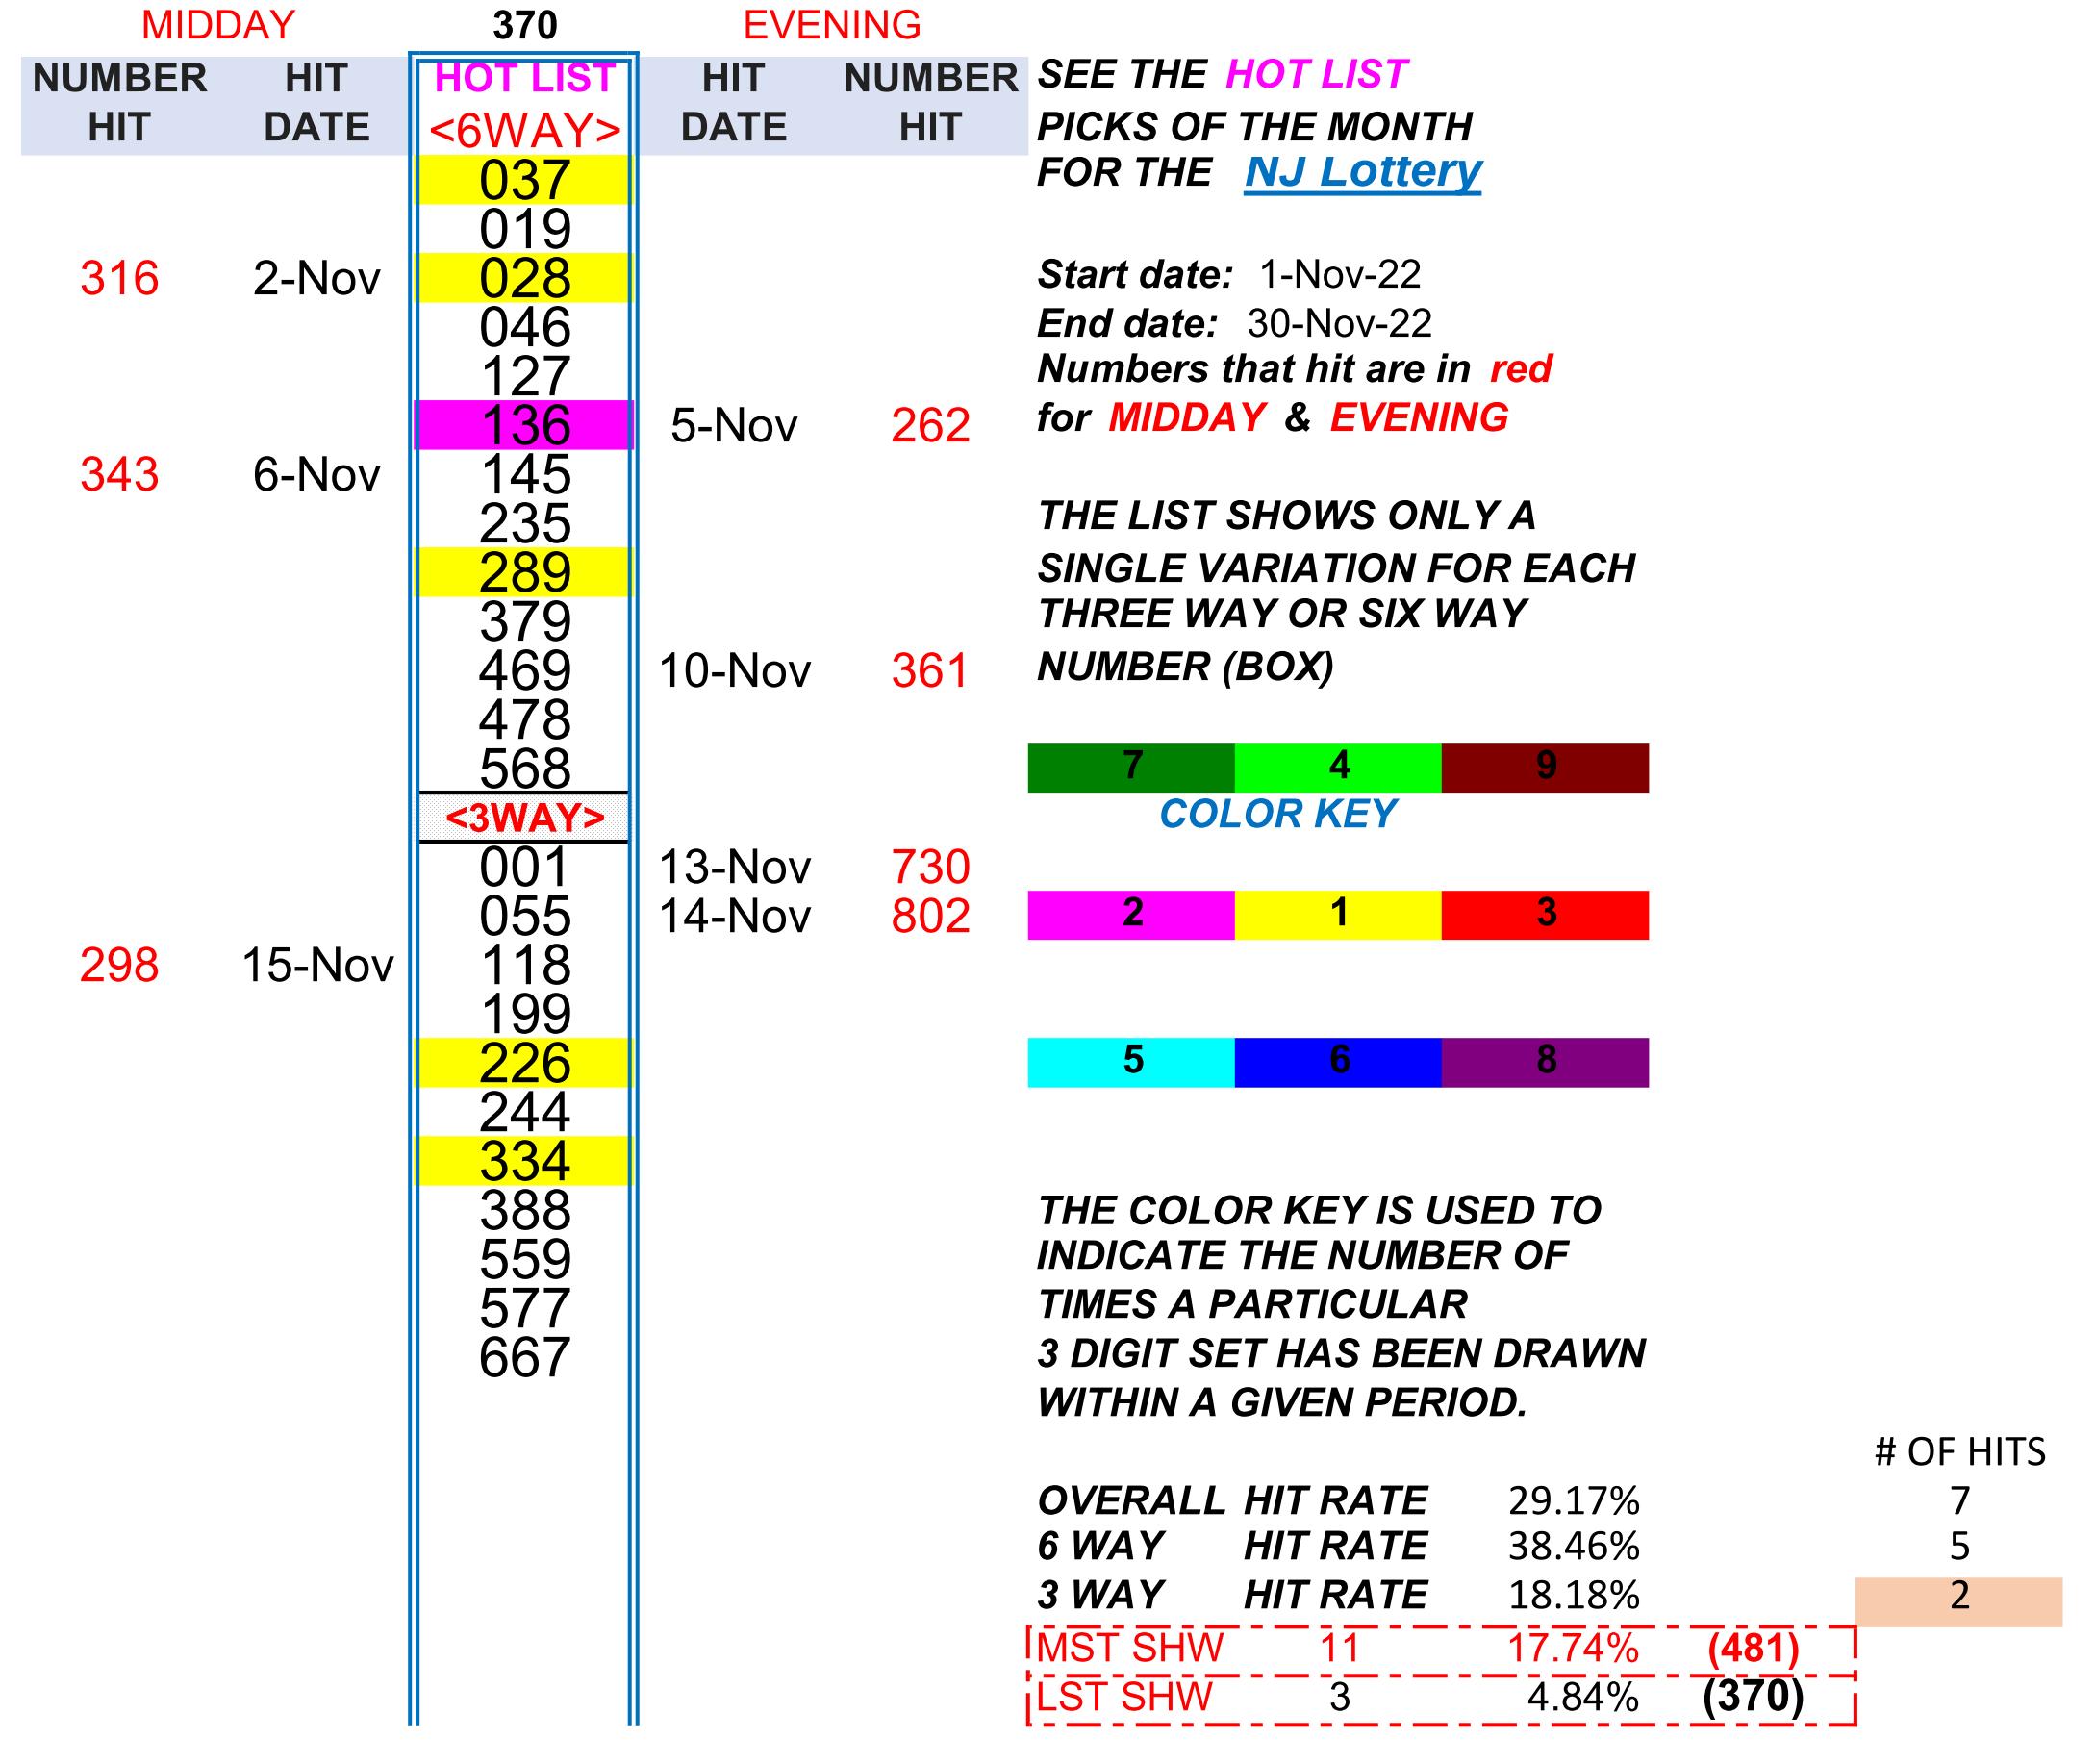 MIDDAY 370 EVENING
NUMBER HIT HOT LIST HIT NUMBER SEE THE HOT LIST
HIT DATE <6WAY> DATE HIT PICKS OF THE MONTH
037 FOR THE NJ Lottery
019
316 2-Nov 028 Start date: 1-Nov-22
046 End date: 30-Nov-22
127 Numbers that hit are in red
136 5-Nov 262 for MIDDAY & EVENING
343 6-Nov 145
235 THE LIST SHOWS ONLY A
289 SINGLE VARIATION FOR EACH
379 THREE WAY OR SIX WAY
469 10-Nov 361 NUMBER (BOX)
478
568 7 4 9
<3WAY> COLOR KEY
001 13-Nov 730
055 14-Nov 802 2 1 3
298 15-Nov 118
199
226 5 6 8
244
334
388 THE COLOR KEY IS USED TO
559 INDICATE THE NUMBER OF
577 TIMES A PARTICULAR
667 3 DIGIT SET HAS BEEN DRAWN
WITHIN A GIVEN PERIOD.
# OF HITS
OVERALL HIT RATE 29.17% 7
6 WAY HIT RATE 38.46% 5
3 WAY HIT RATE 18.18% 2
MST SHW 11 17.74% (481)
LST SHW 3 4.84% (370)